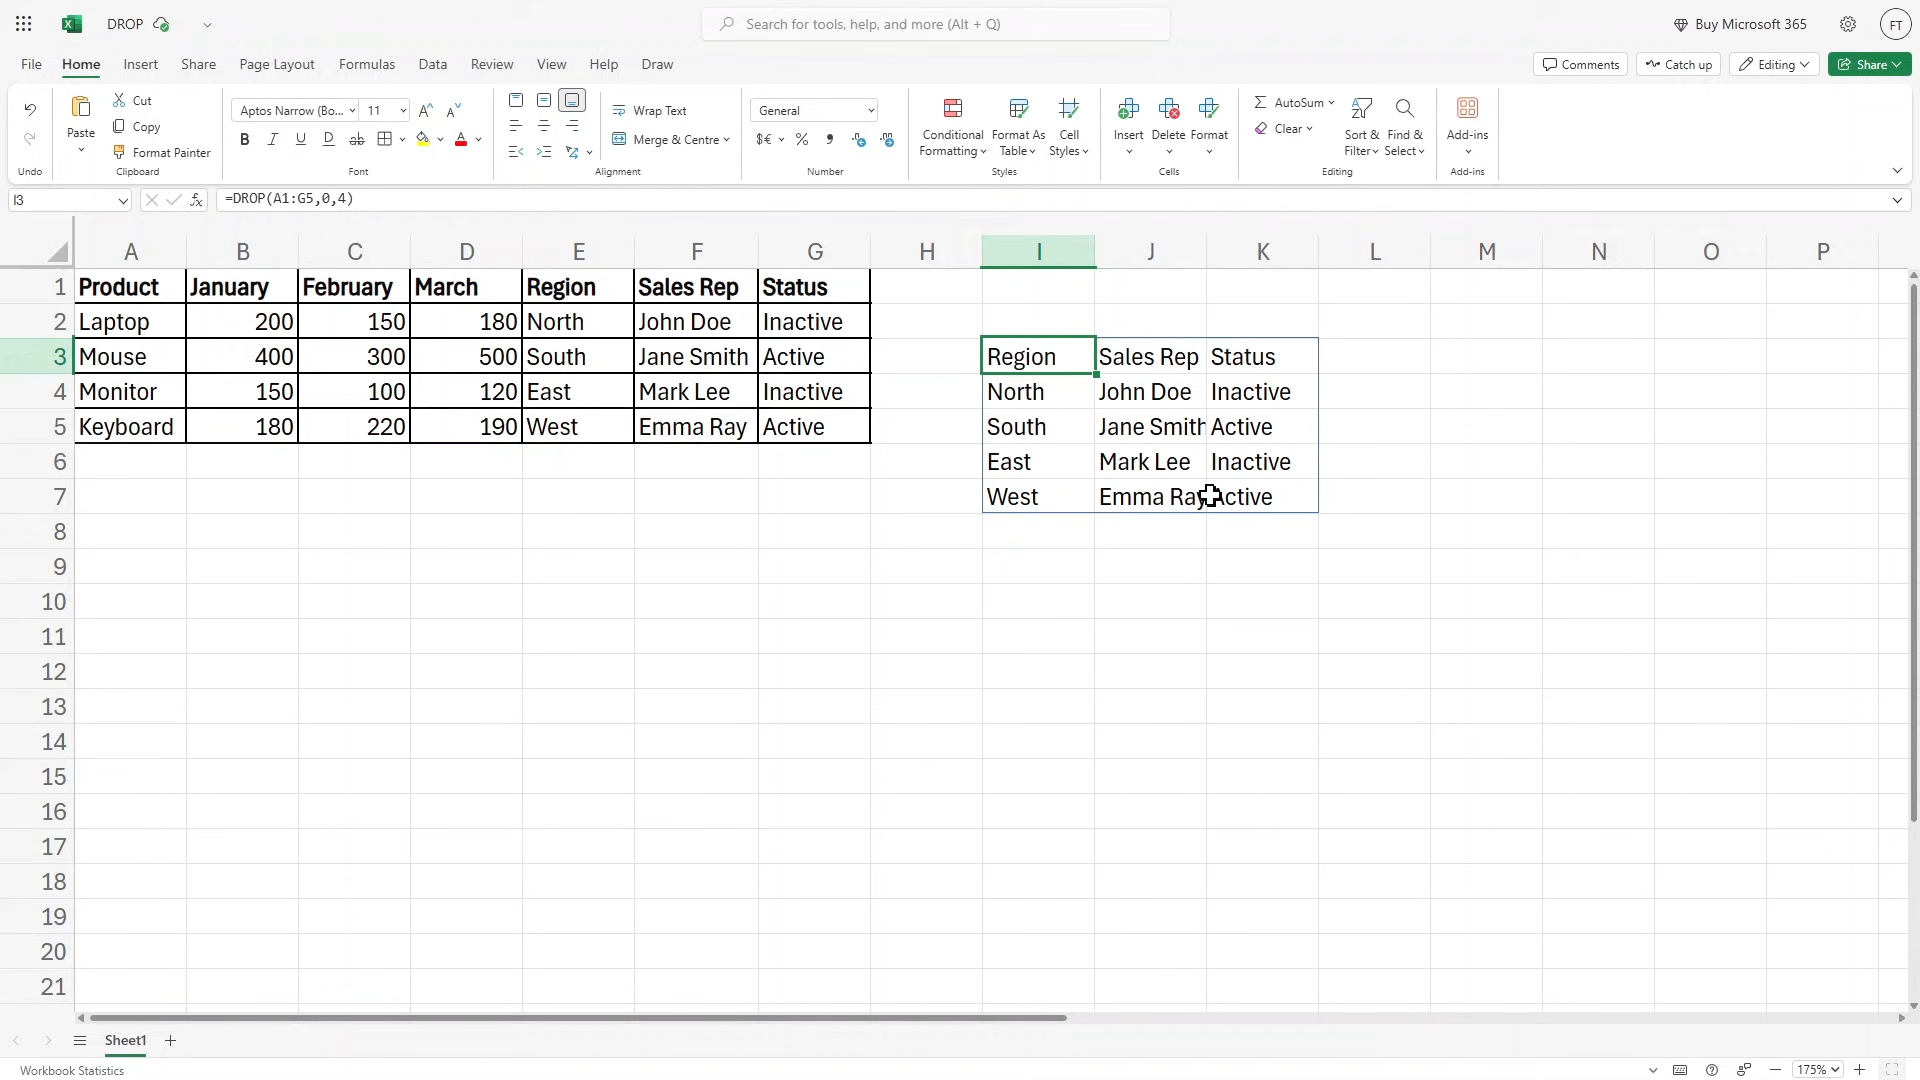 DROP
Search for tools, help, and more (Alt + Q)
Buy Microsoft 365
FT
File Home Insert Share Page Layout Formulas Data Review View Help Draw
Comments Catch up Editing Share
Paste Cut
Copy
Format Painter
Aptos Narrow (Bo... 11
Wrap Text
Merge & Centre
General
Conditional Formatting
Format As Table
Cell Styles
Insert Delete Format
AutoSum
Clear
Sort & Filter
Find & Select
Add-ins
Undo Clipboard Font Alignment Number Styles Cells Editing Add-ins
I3 =DROP(A1:G5,0,4)
A B C D E F G H I J K L M N O P
1 Product January February March Region Sales Rep Status
2 Laptop 200 150 180 North John Doe Inactive
3 Mouse 400 300 500 South Jane Smith Active Region Sales Rep Status
4 Monitor 150 100 120 East Mark Lee Inactive North John Doe Inactive
5 Keyboard 180 220 190 West Emma Ray Active South Jane Smith Active
6 East Mark Lee Inactive
7 West Emma Ray Active
8
9
10
11
12
13
14
15
16
17
18
19
20
21
Sheet1
Workbook Statistics
175%